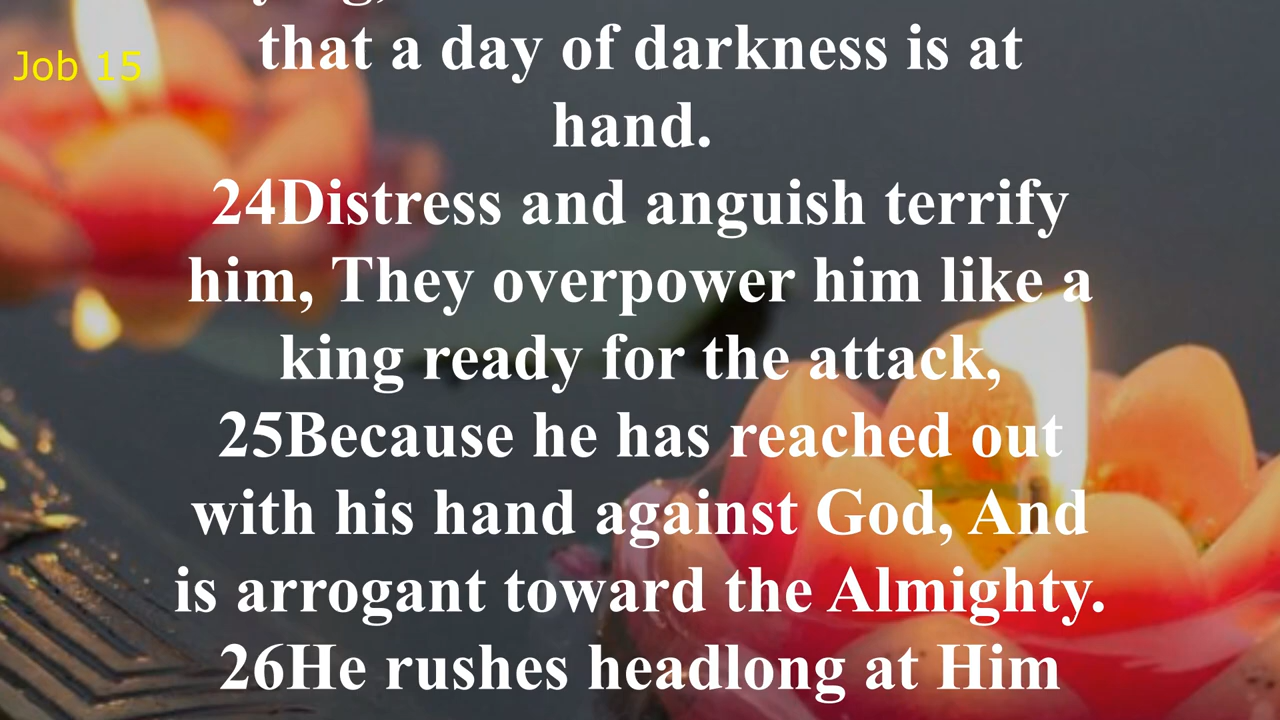 Job 15
that a day of darkness is at
hand.
24Distress and anguish terrify
him, They overpower him like a
king ready for the attack,
25Because he has reached out
with his hand against God, And
is arrogant toward the Almighty.
26He rushes headlong at Him